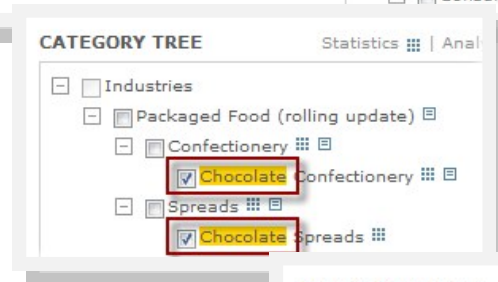 CATEGORY TREE Statistics | Anal
Industries
Packaged Food (rolling update)
Confectionery
Chocolate Confectionery
Spreads
Chocolate Spreads